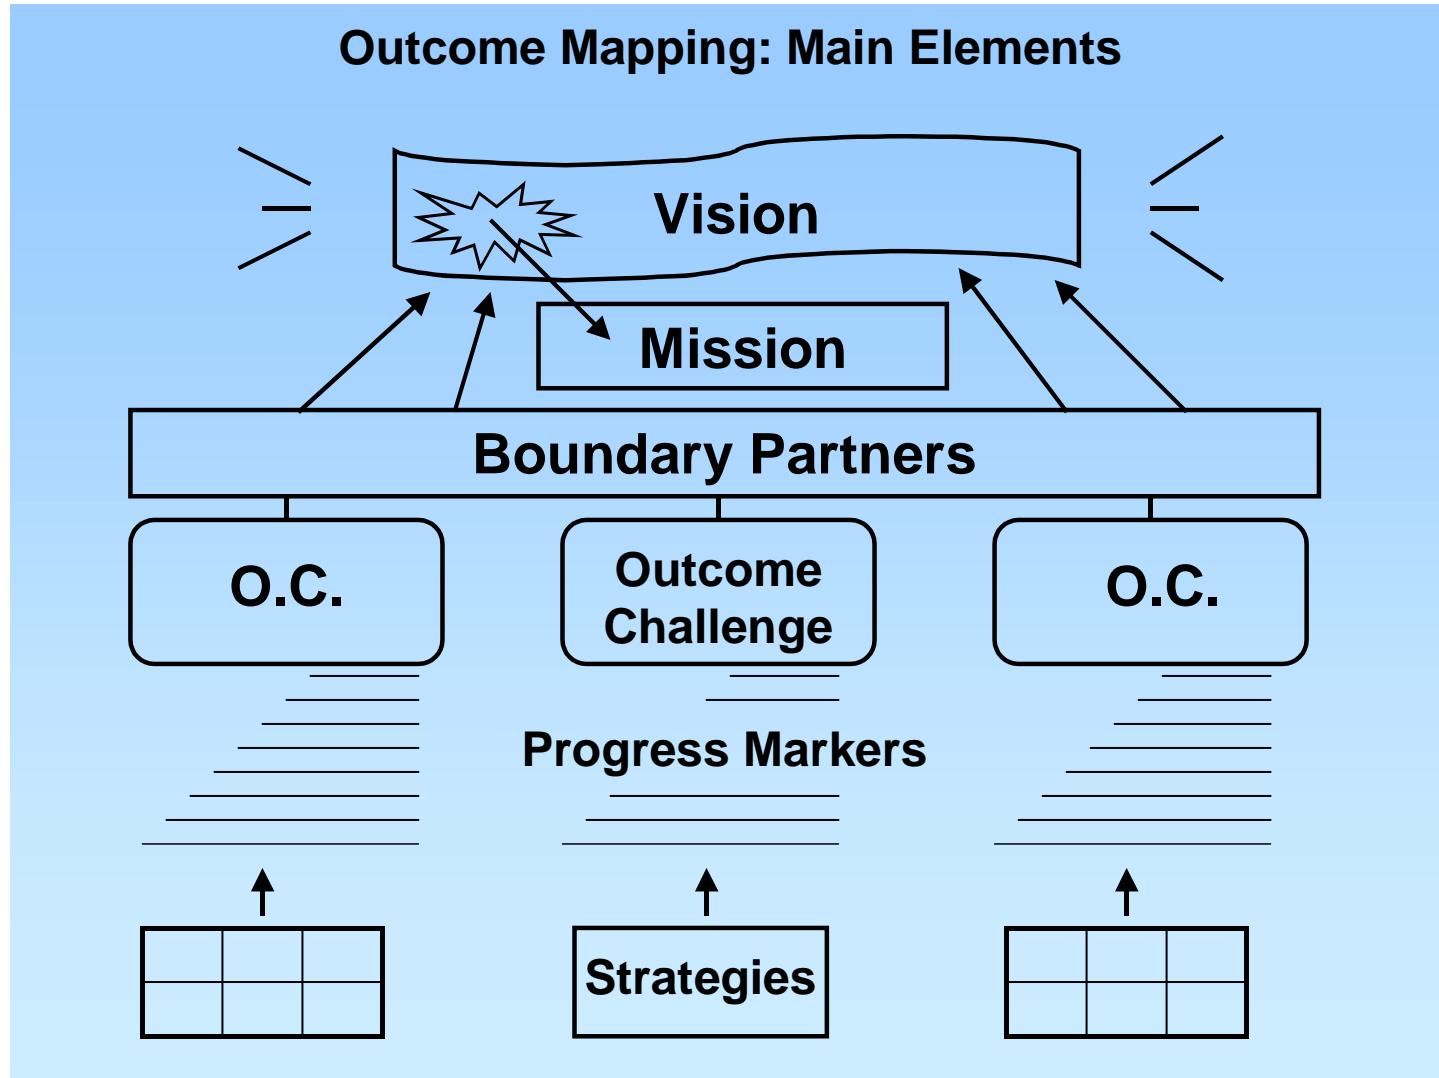 Outcome Mapping: Main Elements
Vision
Mission
Boundary Partners
O.C.
Outcome
Challenge
O.C.
Progress Markers
Strategies